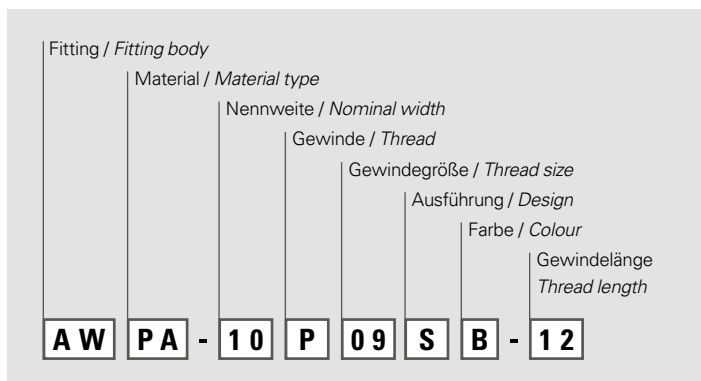 Fitting / Fitting body
Material / Material type
Nennweite / Nominal width
Gewinde / Thread
Gewindegröße / Thread size
Ausführung / Design
Farbe / Colour
Gewindelänge
Thread length
AW PA - 10 P 09 S B - 12